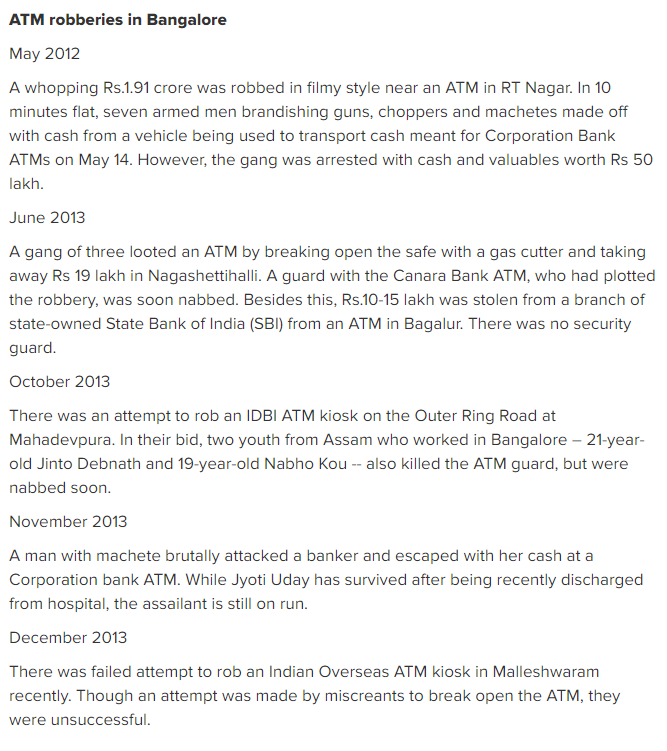 ATM robberies in Bangalore
May 2012
A whopping Rs.1.91 crore was robbed in filmy style near an ATM in RT Nagar. In 10
minutes flat, seven armed men brandishing guns, choppers and machetes made off
with cash from a vehicle being used to transport cash meant for Corporation Bank
ATMs on May 14. However, the gang was arrested with cash and valuables worth Rs 50
lakh.
June 2013
A gang of three looted an ATM by breaking open the safe with a gas cutter and taking
away Rs 19 lakh in Nagashettihalli. A guard with the Canara Bank ATM, who had plotted
the robbery, was soon nabbed. Besides this, Rs.10-15 lakh was stolen from a branch of
state-owned State Bank of India (SBI) from an ATM in Bagalur. There was no security
guard.
October 2013
There was an attempt to rob an IDBI ATM kiosk on the Outer Ring Road at
Mahadevpura. In their bid, two youth from Assam who worked in Bangalore – 21-year-
old Jinto Debnath and 19-year-old Nabho Kou -- also killed the ATM guard, but were
nabbed soon.
November 2013
A man with machete brutally attacked a banker and escaped with her cash at a
Corporation bank ATM. While Jyoti Uday has survived after being recently discharged
from hospital, the assailant is still on run.
December 2013
There was failed attempt to rob an Indian Overseas ATM kiosk in Malleshwaram
recently. Though an attempt was made by miscreants to break open the ATM, they
were unsuccessful.